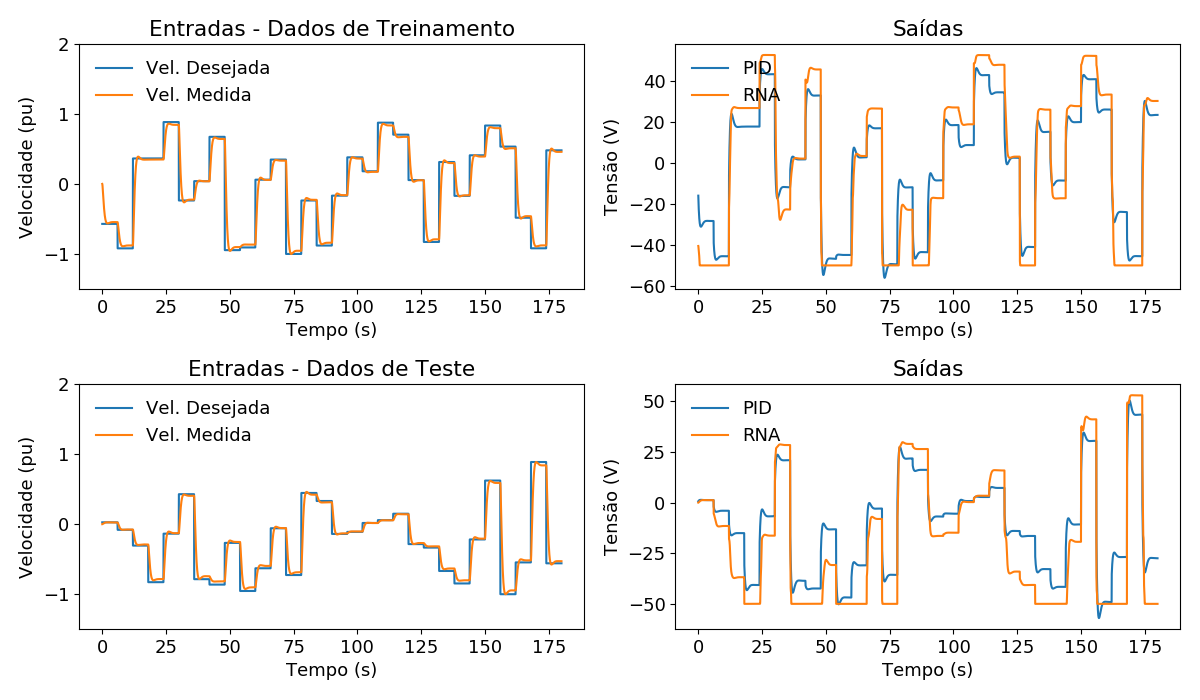 Entradas - Dados de Treinamento
Vel. Desejada
Vel. Medida
Velocidade (pu)
2
1
0
−1
0 25 50 75 100 125 150 175
Tempo (s)
Saídas
PID
RNA
Tensão (V)
40
20
0
−20
−40
−60
0 25 50 75 100 125 150 175
Tempo (s)
Entradas - Dados de Teste
Vel. Desejada
Vel. Medida
Velocidade (pu)
2
1
0
−1
0 25 50 75 100 125 150 175
Tempo (s)
Saídas
PID
RNA
Tensão (V)
50
25
0
−25
−50
0 25 50 75 100 125 150 175
Tempo (s)